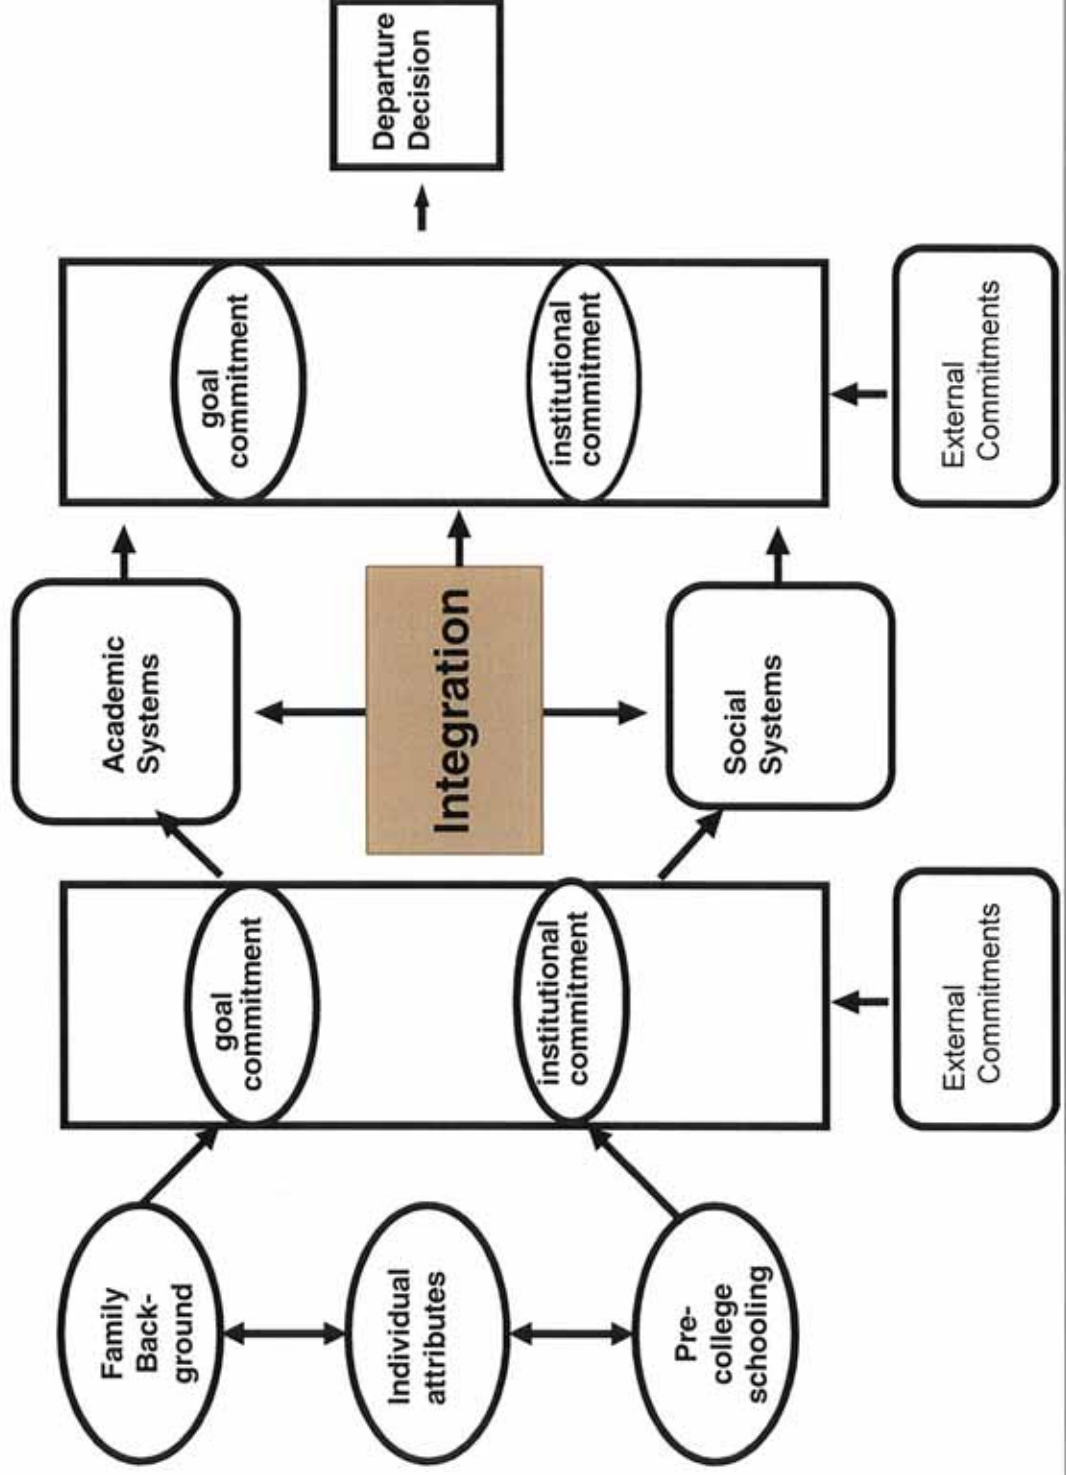 Family
Back-
ground
Individual
attributes
Pre-
college
schooling
goal
commitment
institutional
commitment
External
Commitments
Academic
Systems
Integration
Social
Systems
goal
commitment
institutional
commitment
External
Commitments
Departure
Decision